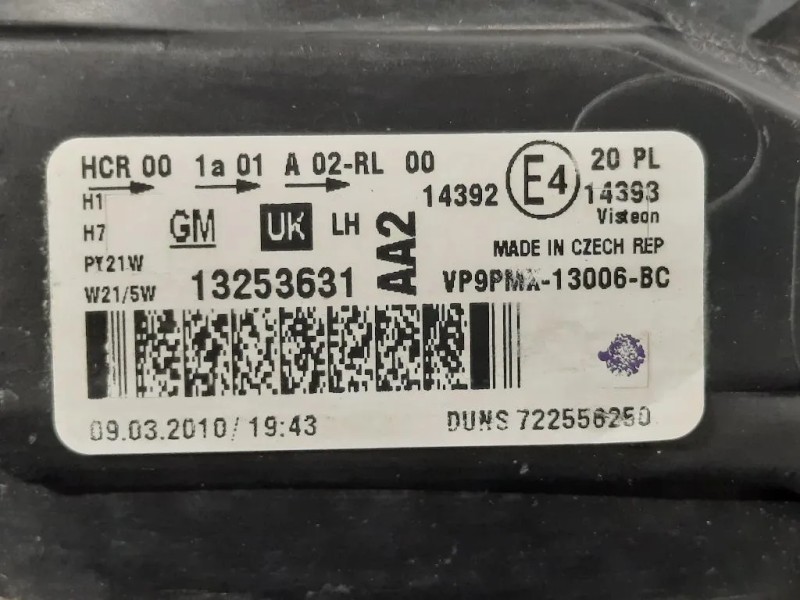 HCR 00 1a 01 A 02-RL 00
14392 E4 20 PL
14393
H1
H7
GM UK LH AA2
Visteon
PY21W
MADE IN CZECH REP
W21/5W 13253631
VP9PMX-13006-BC
09.03.2010/ 19:43 DUNS 722556250